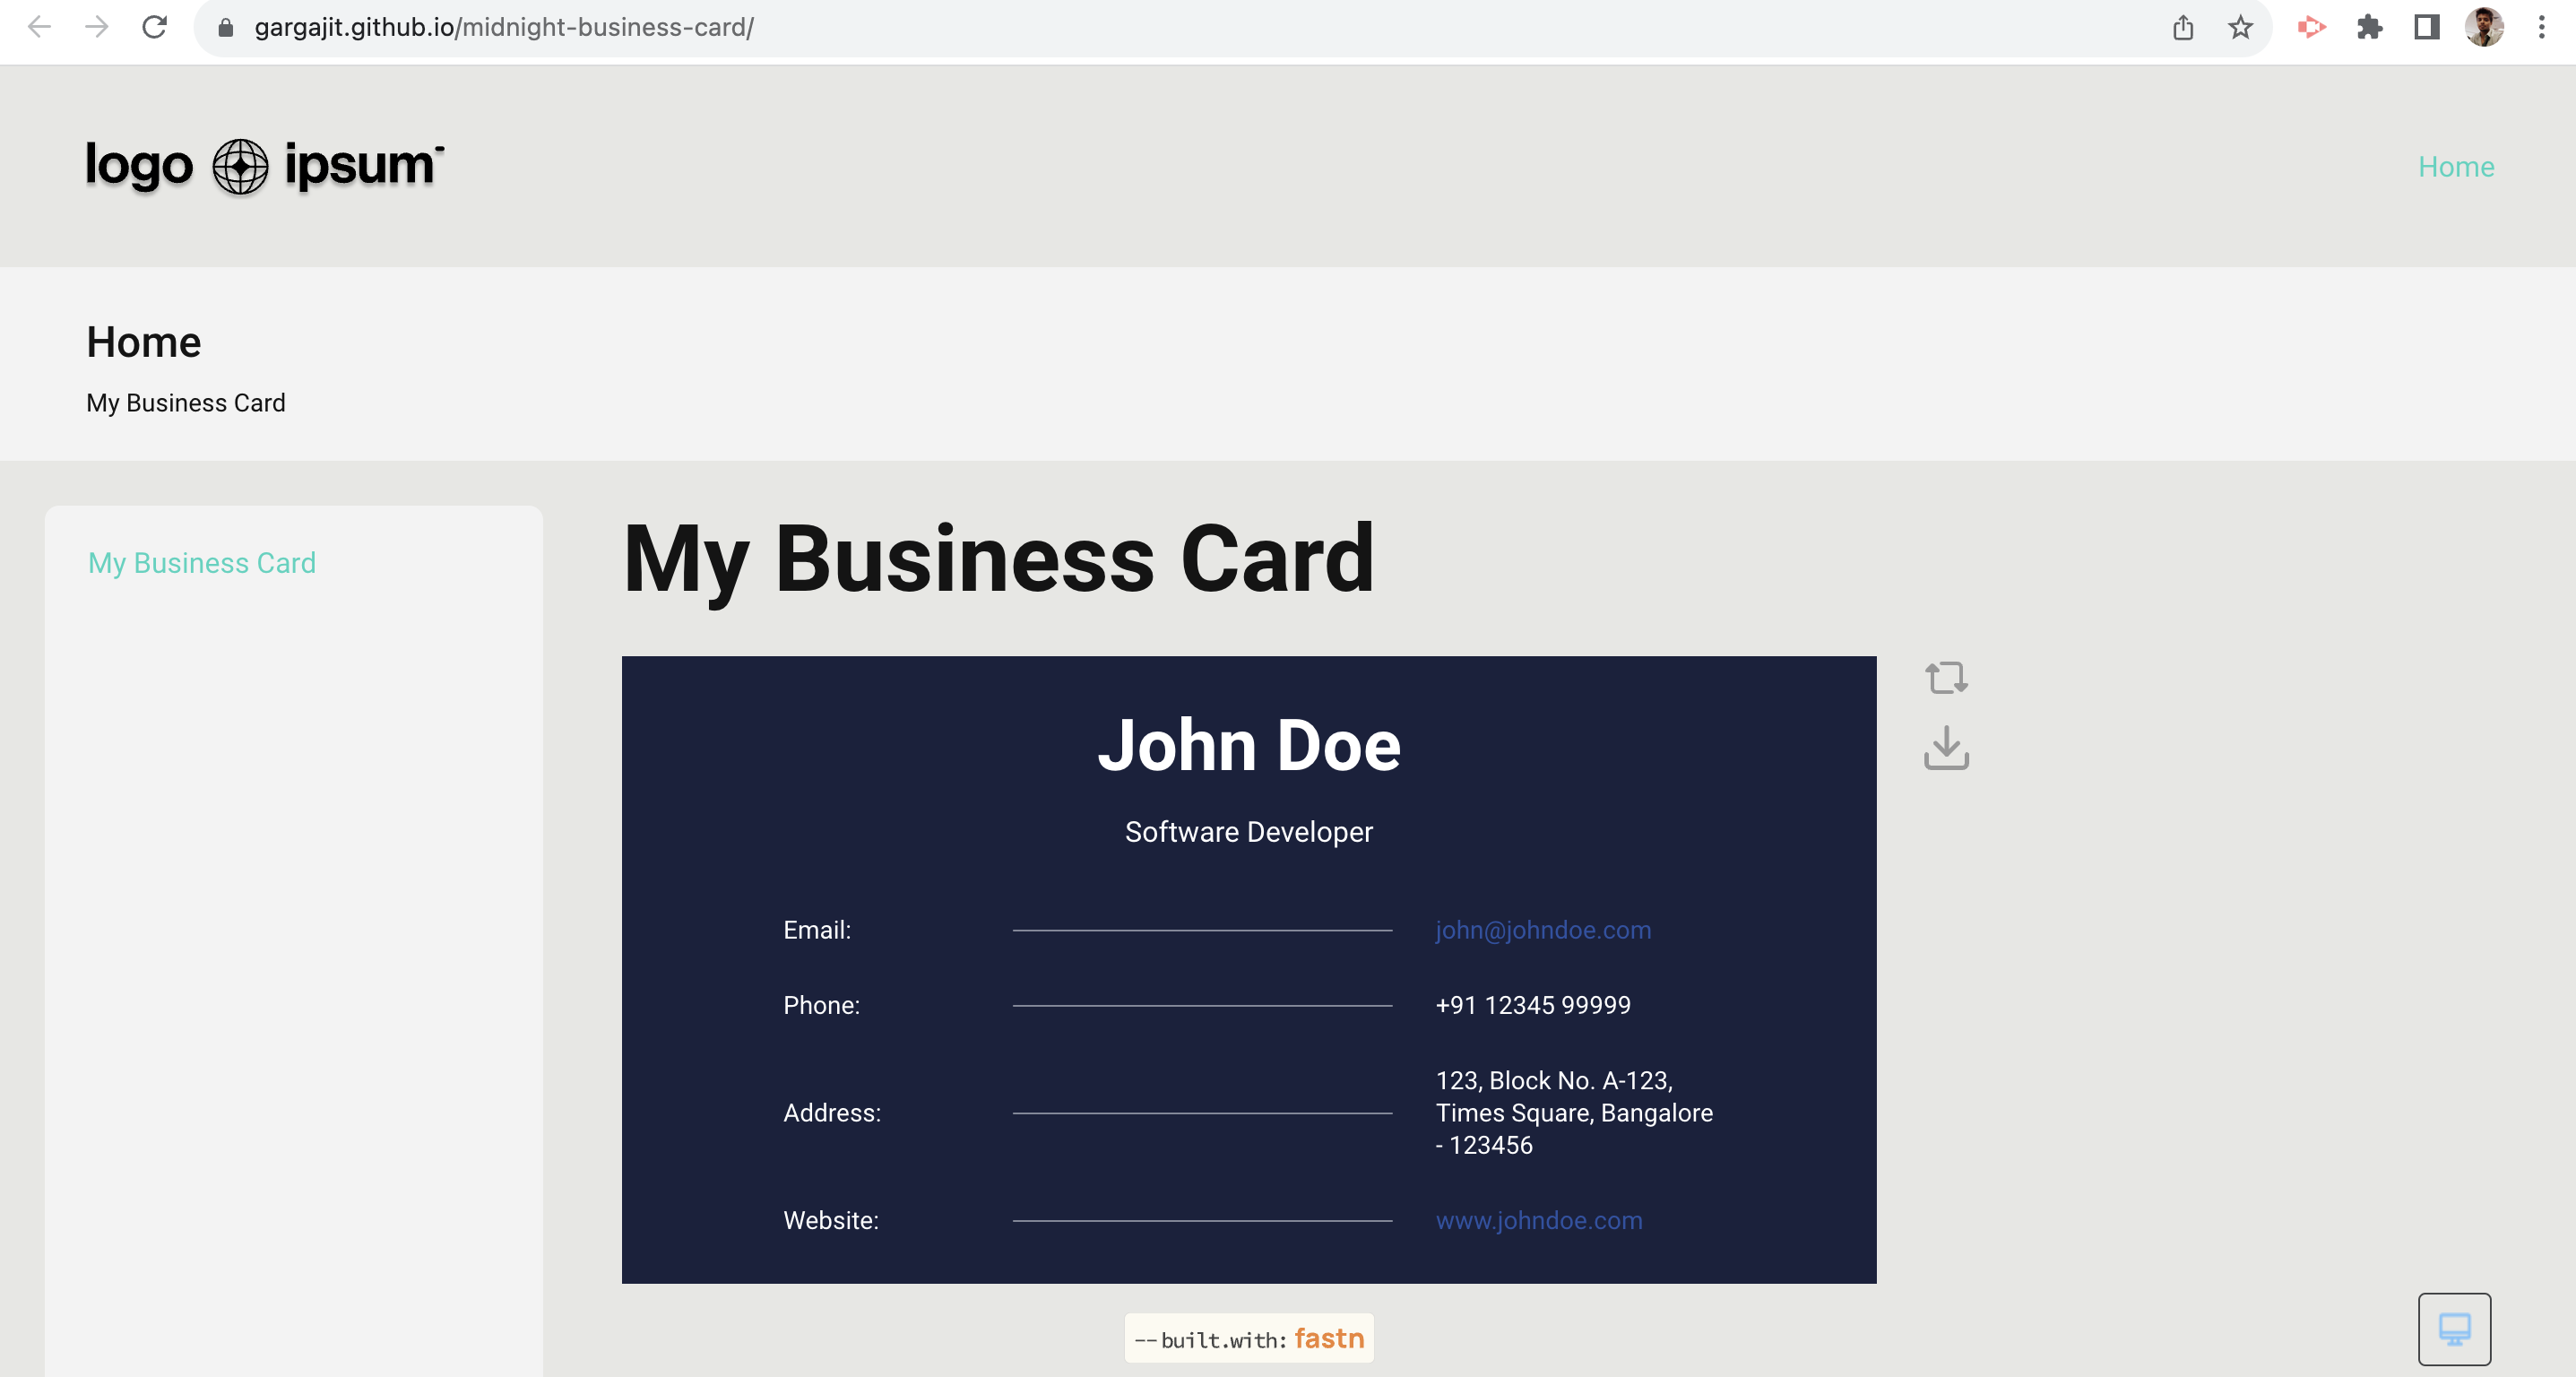 gargajit.github.io/midnight-business-card/
logo ipsum
Home
Home
My Business Card
My Business Card
My Business Card
John Doe
Software Developer
Email: john@johndoe.com
Phone: +91 12345 99999
Address: 123, Block No. A-123,
Times Square, Bangalore
- 123456
Website: www.johndoe.com
-- built.with: fastn